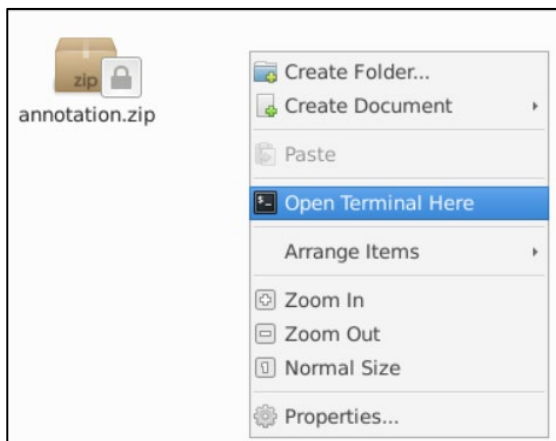 zip
annotation.zip
Create Folder...
Create Document
Paste
Open Terminal Here
Arrange Items
Zoom In
Zoom Out
Normal Size
Properties...